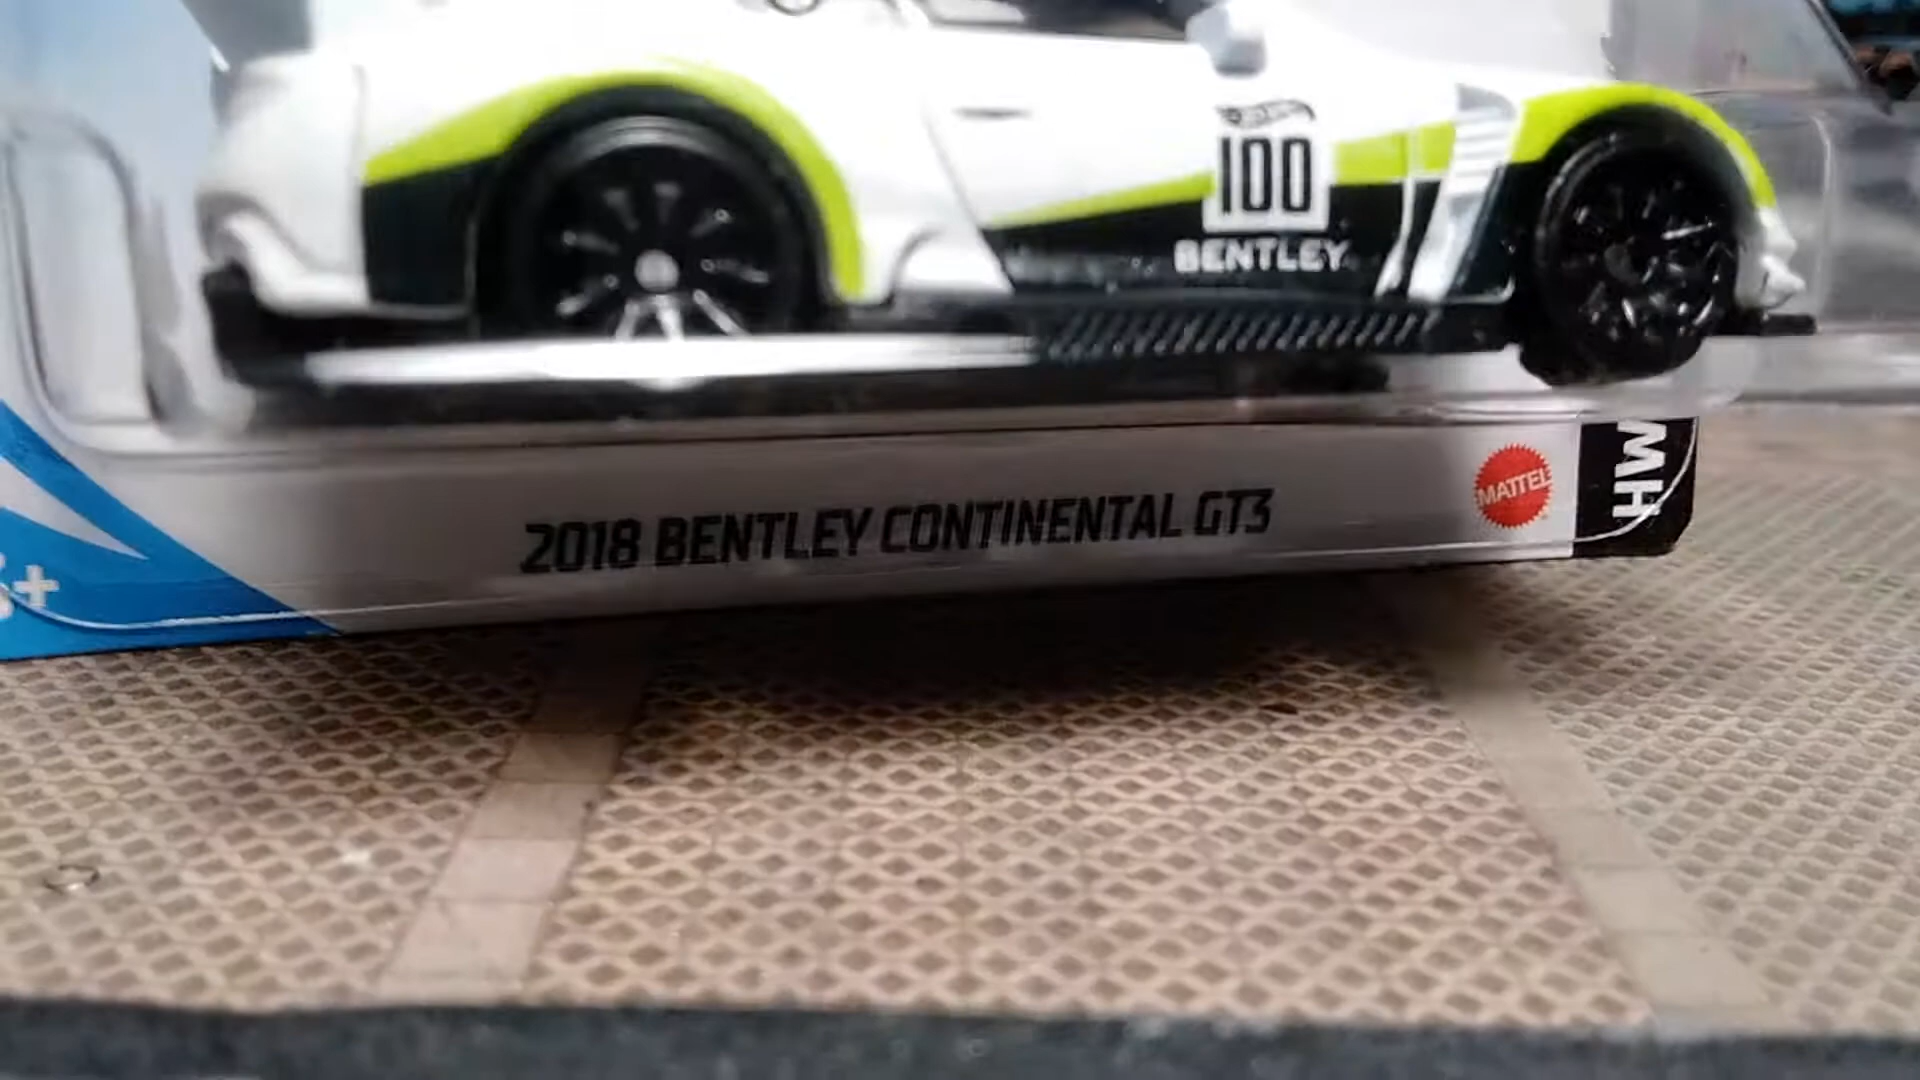 100
BENTLEY
2018 BENTLEY CONTINENTAL GT3
MATTEL
HW